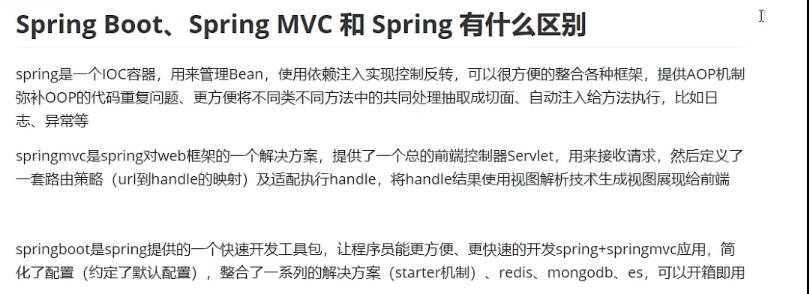 Spring Boot、Spring MVC 和 Spring 有什么区别
spring是一个IOC容器，用来管理Bean，使用依赖注入实现控制反转，可以很方便的整合各种框架，提供AOP机制
弥补OOP的代码重复问题、更方便将不同类不同方法中的共同处理抽取成切面、自动注入给方法执行，比如日
志、异常等
springmvc是spring对web框架的一个解决方案，提供了一个总的前端控制器Servlet，用来接收请求，然后定义了
一套路由策略（url到handle的映射）及适配执行handle，将handle结果使用视图解析技术生成视图展现给前端
springboot是spring提供的一个快速开发工具包，让程序员能更方便、更快速的开发spring+springmvc应用，简
化了配置（约定了默认配置），整合了一系列的解决方案（starter机制）、redis、mongodb、es，可以开箱即用